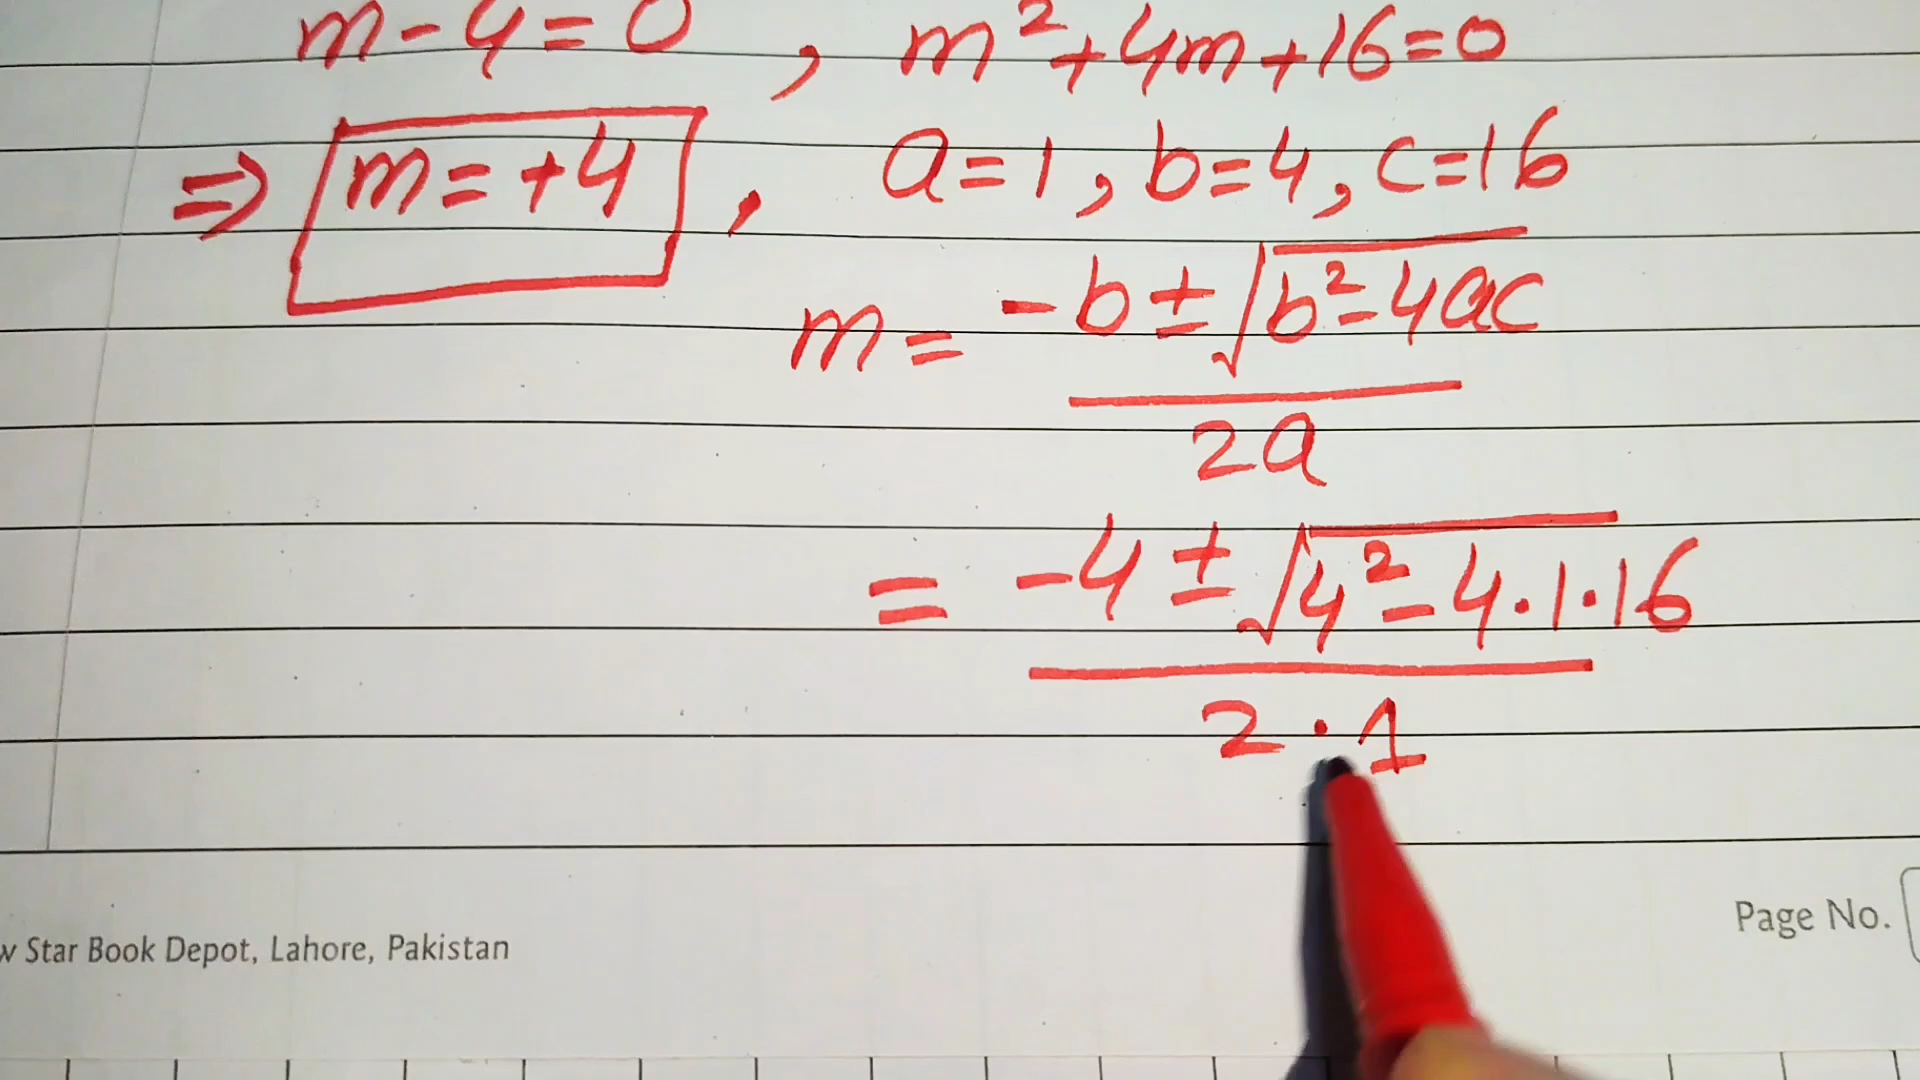 m-4=0 , m²+4m+16=0
⇒ m=+4 , a=1, b=4, c=16
m = -b±√b²-4ac
2a
= -4±√4²-4·1·16
2·1
Page No.
Star Book Depot, Lahore, Pakistan